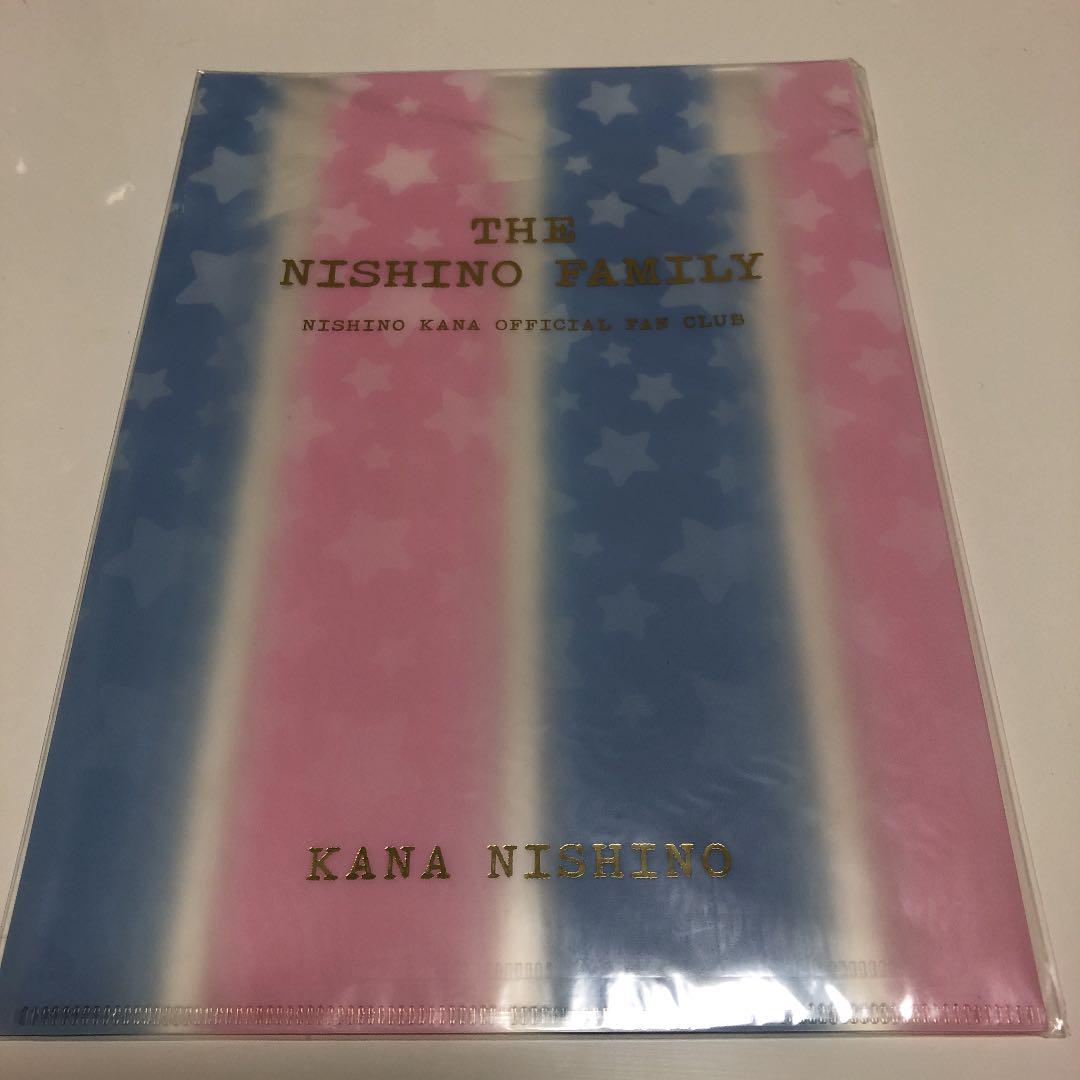 THE
NISHINO FAMILY
NISHINO KANA OFFICIAL FAN CLUB
KANA NISHINO